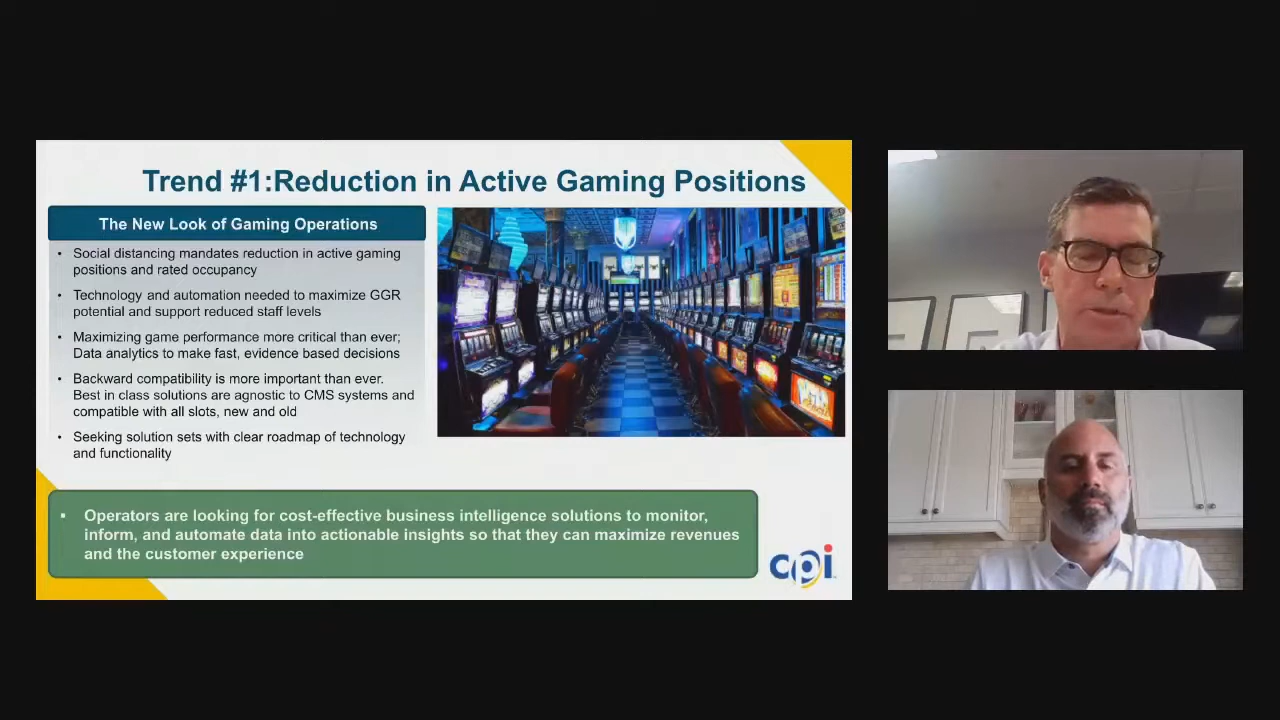 Trend #1:Reduction in Active Gaming Positions
The New Look of Gaming Operations
• Social distancing mandates reduction in active gaming
positions and rated occupancy
• Technology and automation needed to maximize GGR
potential and support reduced staff levels
• Maximizing game performance more critical than ever;
Data analytics to make fast, evidence based decisions
• Backward compatibility is more important than ever.
Best in class solutions are agnostic to CMS systems and
compatible with all slots, new and old
• Seeking solution sets with clear roadmap of technology
and functionality
▪ Operators are looking for cost-effective business intelligence solutions to monitor,
inform, and automate data into actionable insights so that they can maximize revenues
and the customer experience
cpi